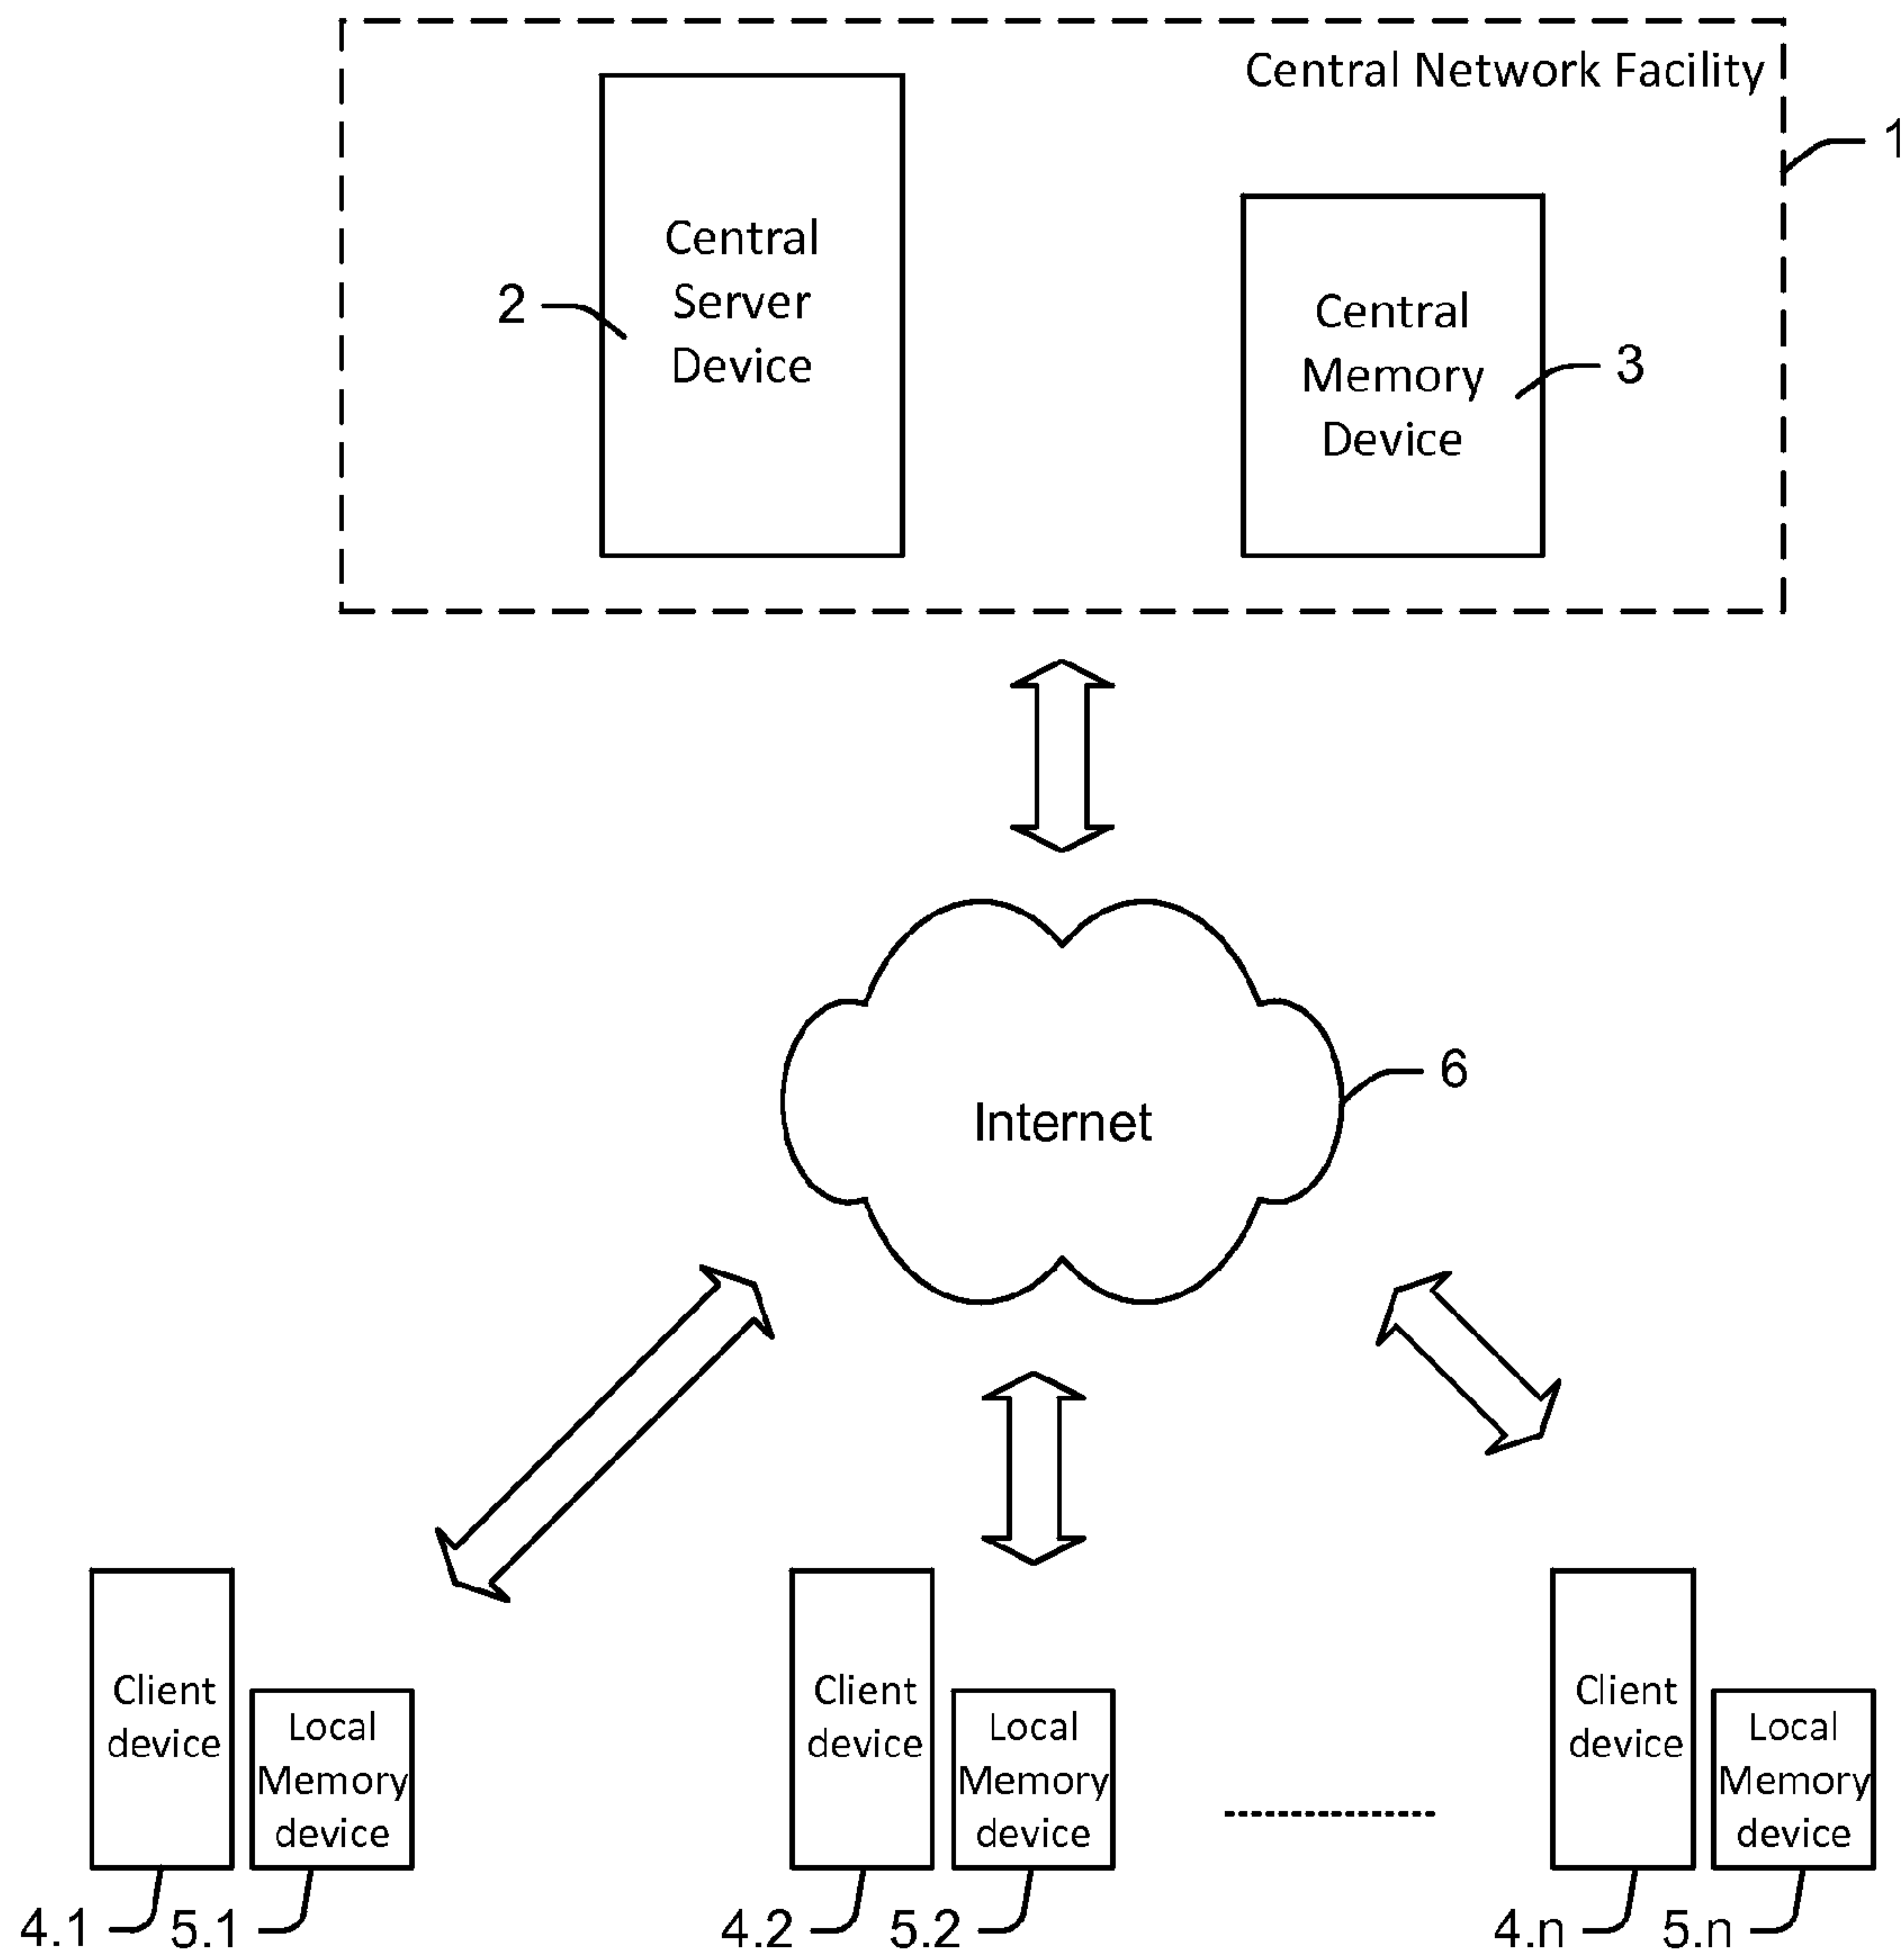 Central Network Facility
1
Central
Server
Device
2
Central
Memory
Device
3
Internet
6
Client
device
Local
Memory
device
Client
device
Local
Memory
device
Client
device
Local
Memory
device
4.1
5.1
4.2
5.2
4.n
5.n